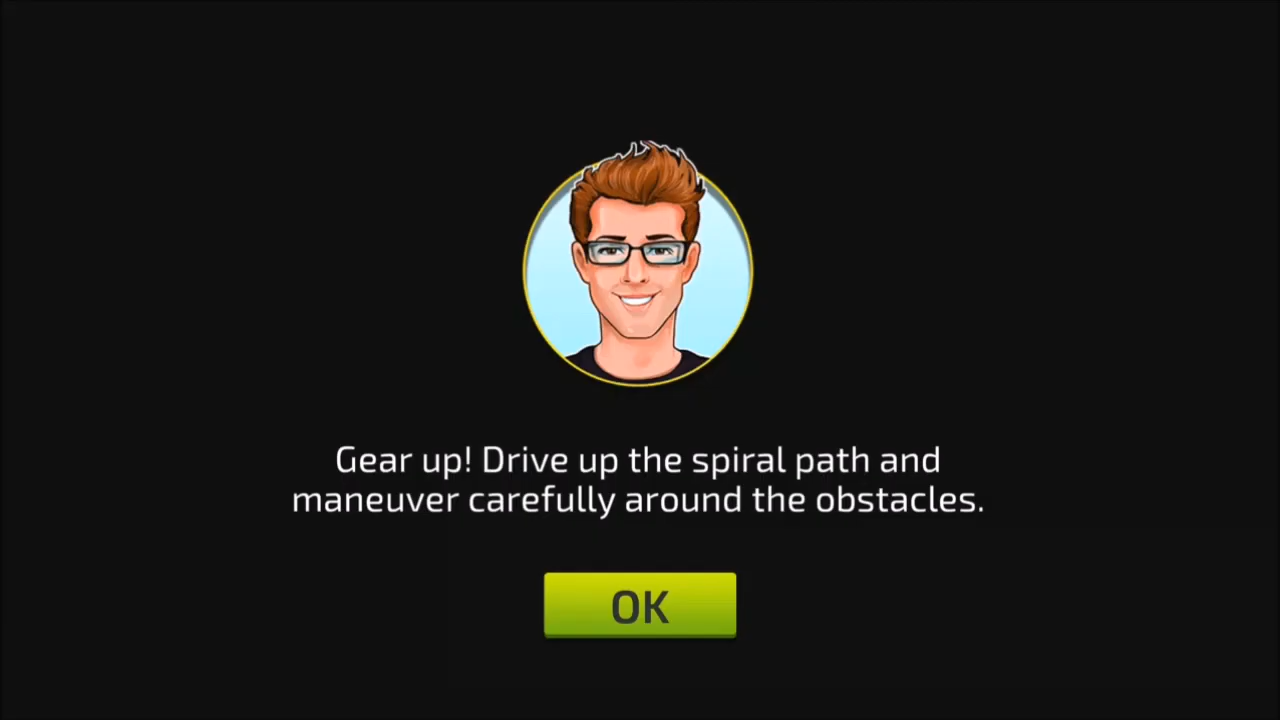 Gear up! Drive up the spiral path and
maneuver carefully around the obstacles.
OK